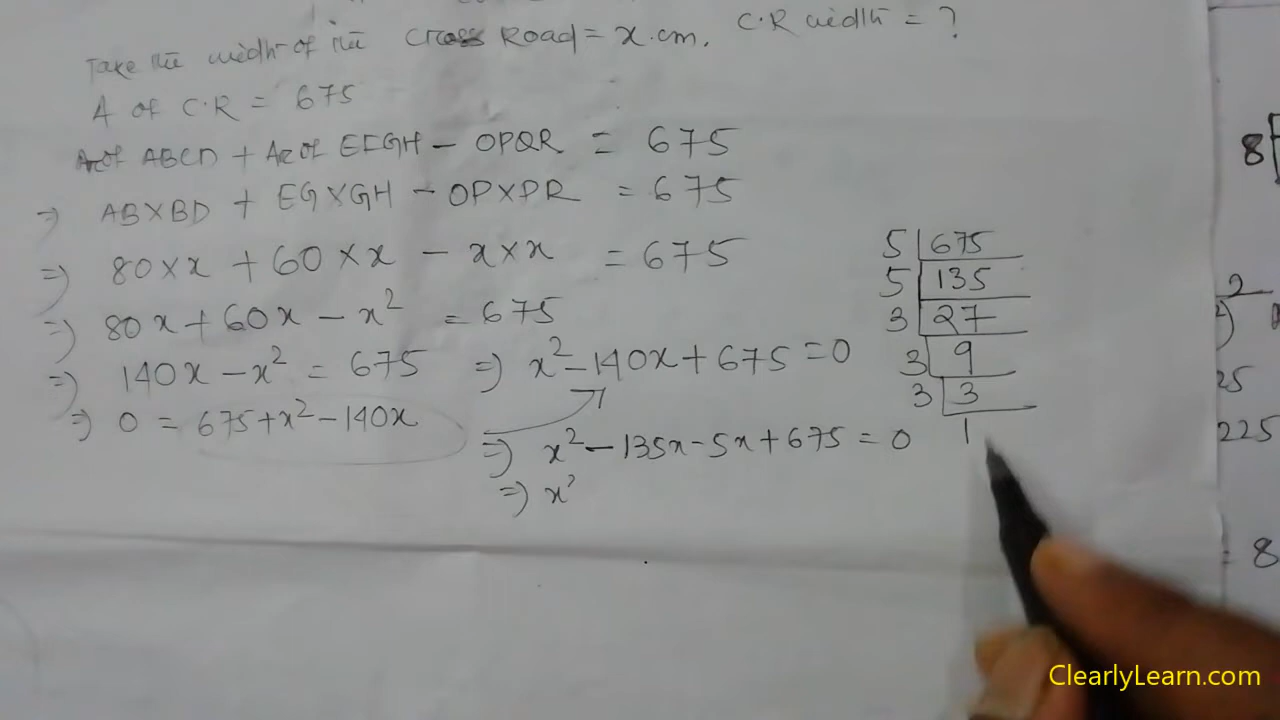 Take the width of the Cross Road = x.cm, C.R width = ?
A of C.R = 675
Ar of ABCD + Ar of EFGH - OPQR = 675
=> AB×BD + EG×GH - OP×PR = 675
=> 80×x + 60×x - x×x = 675
=> 80x + 60x - x² = 675
=> 140x - x² = 675 => x² - 140x + 675 = 0
=> 0 = 675 + x² - 140x
=> x² - 135x - 5x + 675 = 0
=> x²
5 | 675
5 | 135
3 | 27
3 | 9
3 | 3
1
8
2
25
225
= 8
ClearlyLearn.com